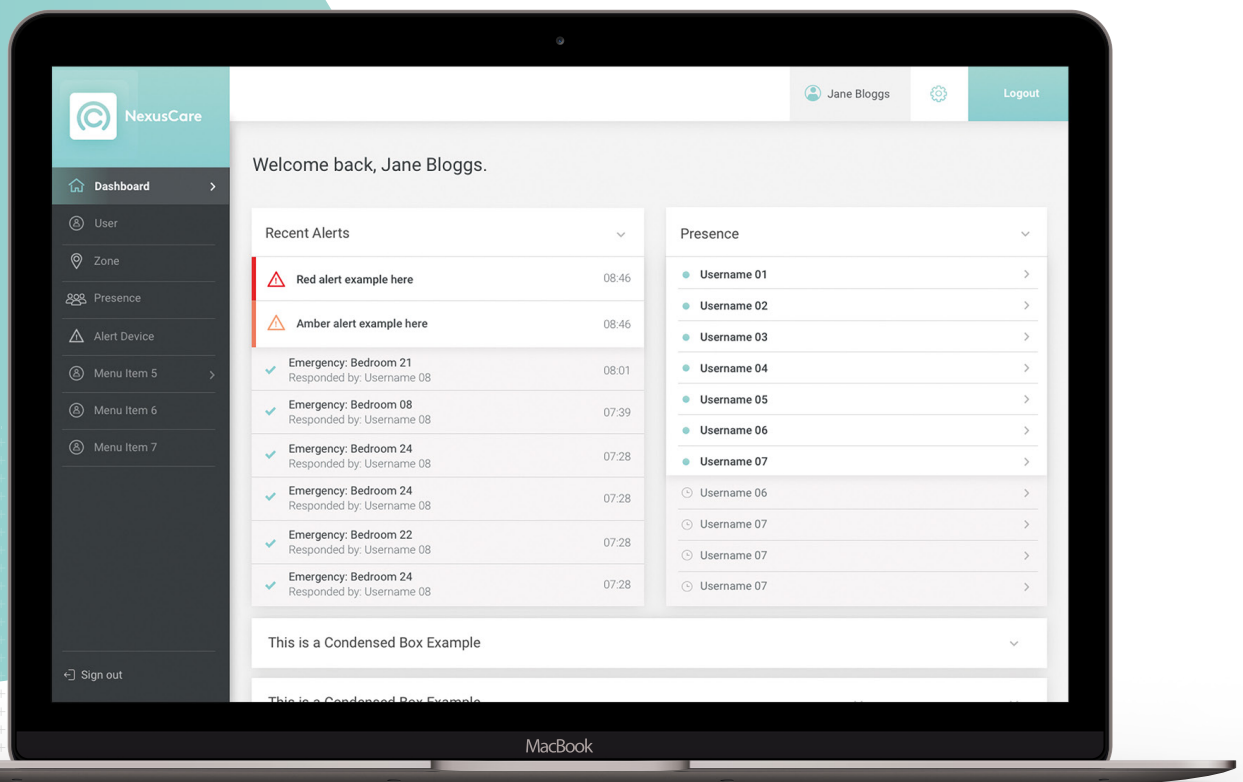 NexusCare
Jane Bloggs
Logout
Dashboard
User
Zone
Presence
Alert Device
Menu Item 5
Menu Item 6
Menu Item 7
Sign out
Welcome back, Jane Bloggs.
Recent Alerts
Red alert example here 08:46
Amber alert example here 08:46
Emergency: Bedroom 21
Responded by: Username 08 08:01
Emergency: Bedroom 08
Responded by: Username 08 07:39
Emergency: Bedroom 24
Responded by: Username 08 07:28
Emergency: Bedroom 24
Responded by: Username 08 07:28
Emergency: Bedroom 22
Responded by: Username 08 07:28
Emergency: Bedroom 24
Responded by: Username 08 07:28
Presence
Username 01
Username 02
Username 03
Username 04
Username 05
Username 06
Username 07
Username 06
Username 07
Username 07
Username 07
This is a Condensed Box Example
This is a Condensed Box Example
MacBook